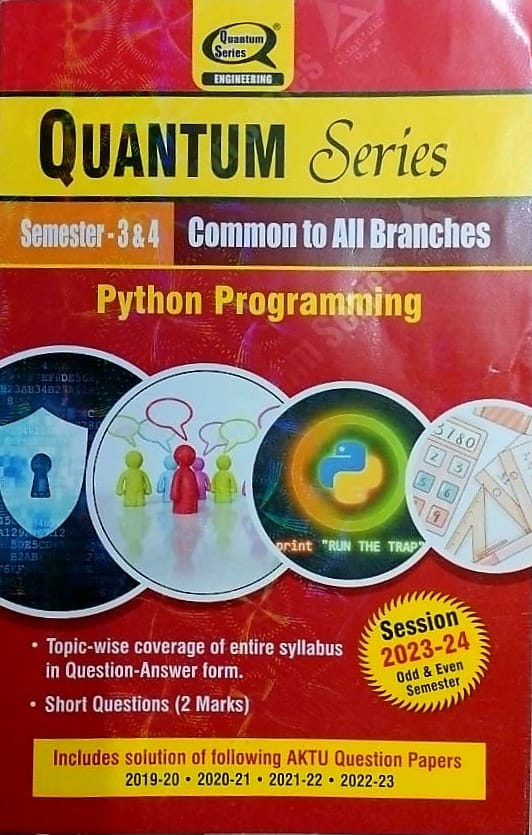 Quantum
Series
ENGINEERING
QUANTUM Series
Semester - 3 & 4 Common to All Branches
Python Programming
print "RUN THE TRAP"
3780
• Topic-wise coverage of entire syllabus
in Question-Answer form.
• Short Questions (2 Marks)
Session
2023-24
Odd & Even
Semester
Includes solution of following AKTU Question Papers
2019-20 • 2020-21 • 2021-22 • 2022-23